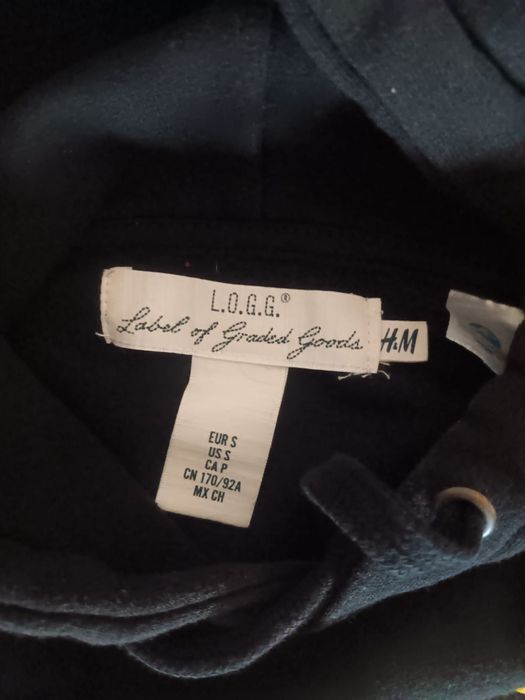 L.O.G.G.®
Label of Graded Goods
H&M
EUR S
US S
CA P
CN 170/92A
MX CH